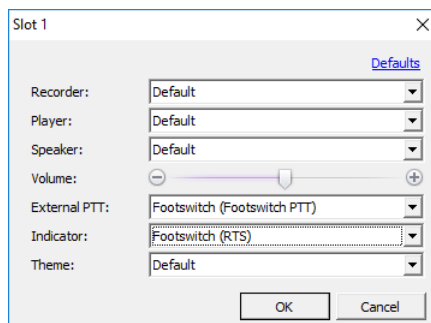 Slot 1
Defaults
Recorder: Default
Player: Default
Speaker: Default
Volume:
External PTT: Footswitch (Footswitch PTT)
Indicator: Footswitch (RTS)
Theme: Default
OK Cancel